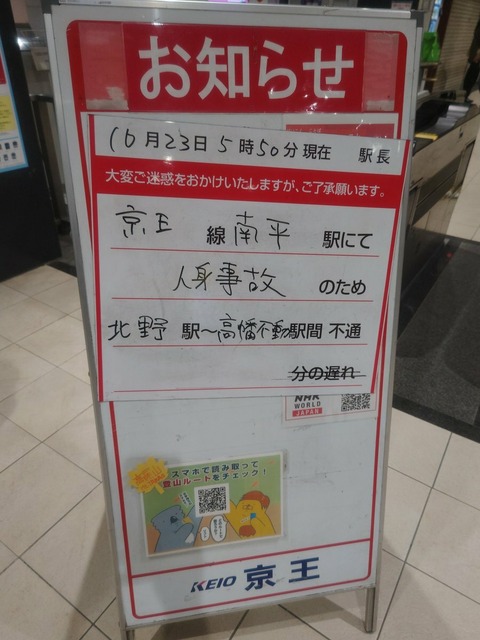 お知らせ
10月23日5時50分現在 駅長
大変ご迷惑をおかけいたしますが、ご了承願います。
京王 線 南平 駅にて
人身事故 のため
北野 駅～高幡不動駅間 不通
分の遅れ
NHK
WORLD
JAPAN
スマホで読み取って
登山ルートをチェック！
KEIO 京王